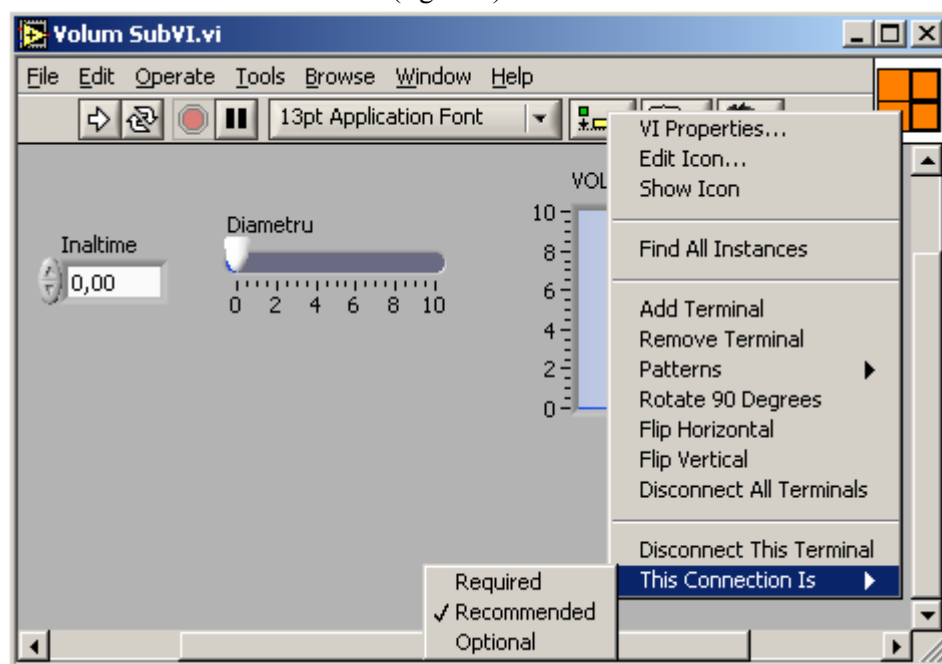 Volum SubVI.vi
File Edit Operate Tools Browse Window Help
13pt Application Font
VI Properties...
Edit Icon...
Show Icon
Find All Instances
Add Terminal
Remove Terminal
Patterns
Rotate 90 Degrees
Flip Horizontal
Flip Vertical
Disconnect All Terminals
Disconnect This Terminal
This Connection Is
Required
Recommended
Optional
Inaltime
0,00
Diametru
0 2 4 6 8 10
VOL
10
8
6
4
2
0